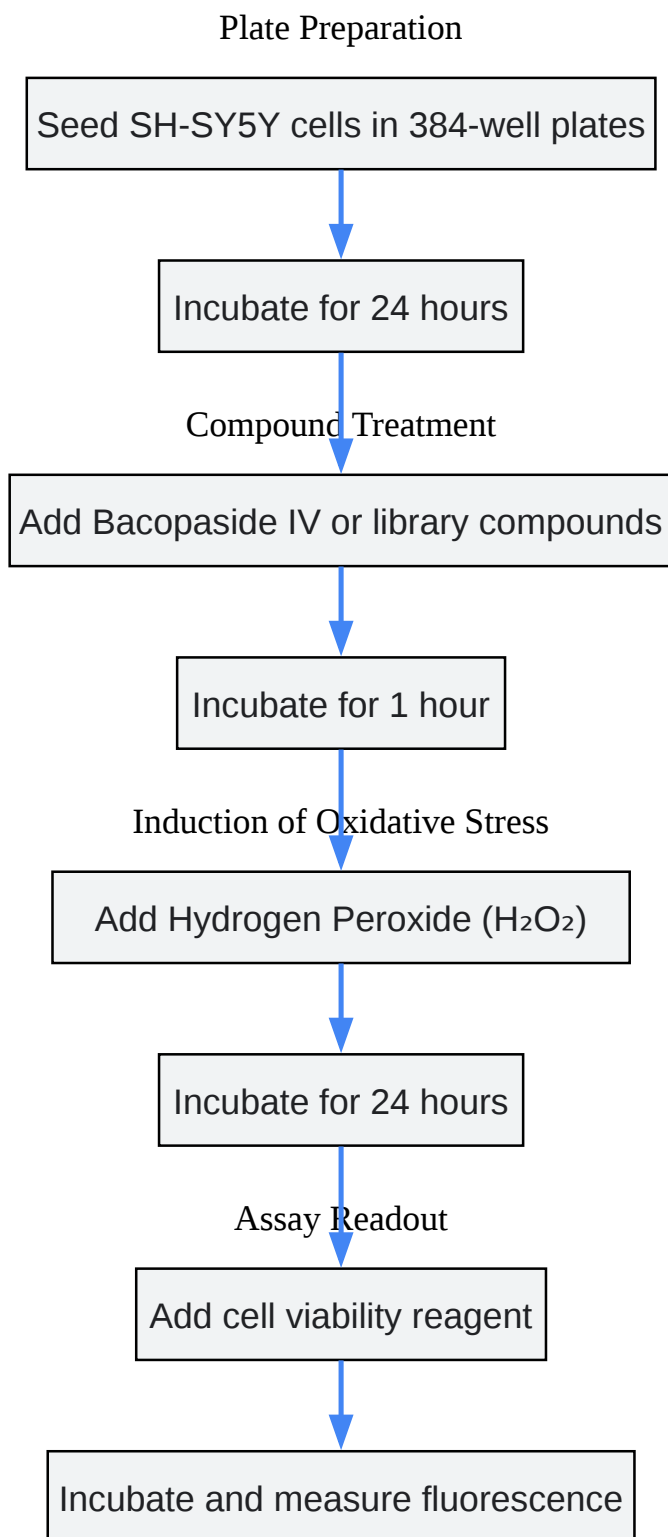 Plate Preparation
Seed SH-SY5Y cells in 384-well plates
Incubate for 24 hours
Compound Treatment
Add Bacopaside IV or library compounds
Incubate for 1 hour
Induction of Oxidative Stress
Add Hydrogen Peroxide (H₂O₂)
Incubate for 24 hours
Assay Readout
Add cell viability reagent
Incubate and measure fluorescence